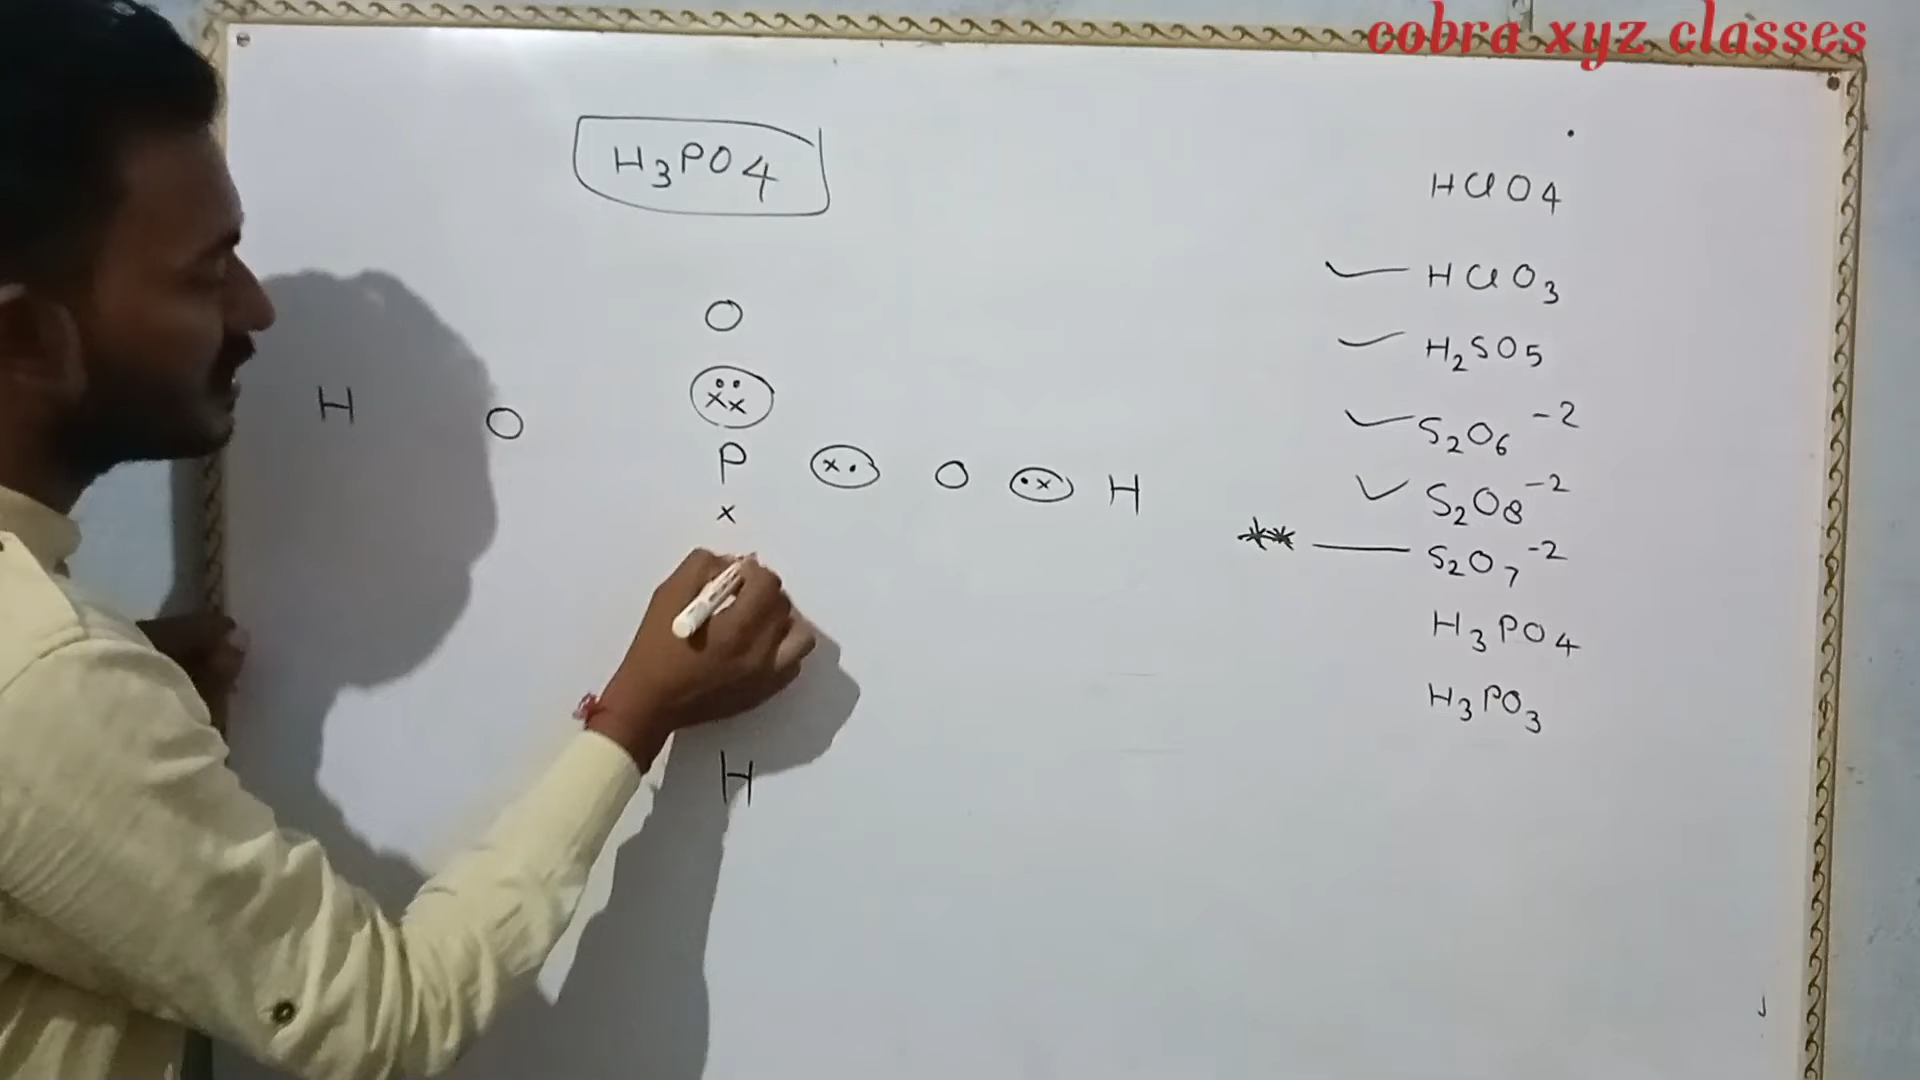 cobra xyz classes
H3PO4
O
H O P x. O .x H
x
H
HClO4
HClO3
H2SO5
S2O6 -2
S2O8 -2
** S2O7 -2
H3PO4
H3PO3